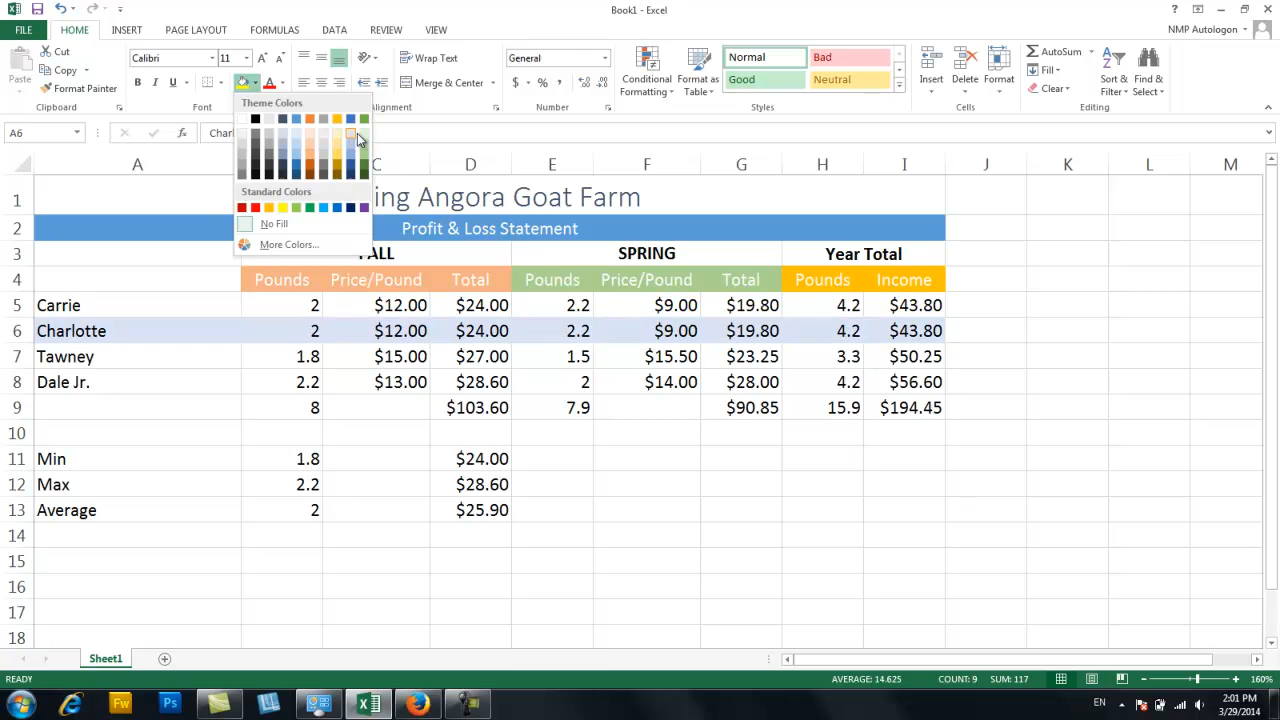 Book1 - Excel
FILE HOME INSERT PAGE LAYOUT FORMULAS DATA REVIEW VIEW NMP Autologon
Paste Cut Copy Format Painter
Calibri 11 B I U A
Wrap Text
Merge & Center
General
$ % ,
Conditional Formatting
Normal Bad
Good Neutral
Insert Delete Format
AutoSum Fill Clear
Sort & Filter Find & Select
Clipboard Font Alignment Number Styles Cells Editing
Theme Colors
Standard Colors
No Fill
More Colors...
A6 fx Charl
A C D E F G H I J K L M
1 ing Angora Goat Farm
2 Profit & Loss Statement
3 FALL SPRING Year Total
4 Pounds Price/Pound Total Pounds Price/Pound Total Pounds Income
5 Carrie 2 $12.00 $24.00 2.2 $9.00 $19.80 4.2 $43.80
6 Charlotte 2 $12.00 $24.00 2.2 $9.00 $19.80 4.2 $43.80
7 Tawney 1.8 $15.00 $27.00 1.5 $15.50 $23.25 3.3 $50.25
8 Dale Jr. 2.2 $13.00 $28.60 2 $14.00 $28.00 4.2 $56.60
9 8 $103.60 7.9 $90.85 15.9 $194.45
10
11 Min 1.8 $24.00
12 Max 2.2 $28.60
13 Average 2 $25.90
14
15
16
17
18
Sheet1
READY AVERAGE: 14.625 COUNT: 9 SUM: 117 160%
Fw Ps EN 2:01 PM
3/29/2014